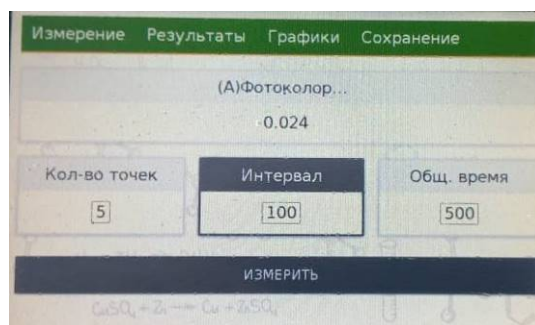 Измерение Результаты Графики Сохранение
(А)Фотоколор...
0.024
Кол-во точек Интервал Общ. время
5 100 500
ИЗМЕРИТЬ
CuSO₄ + Zn → Cu + ZnSO₄